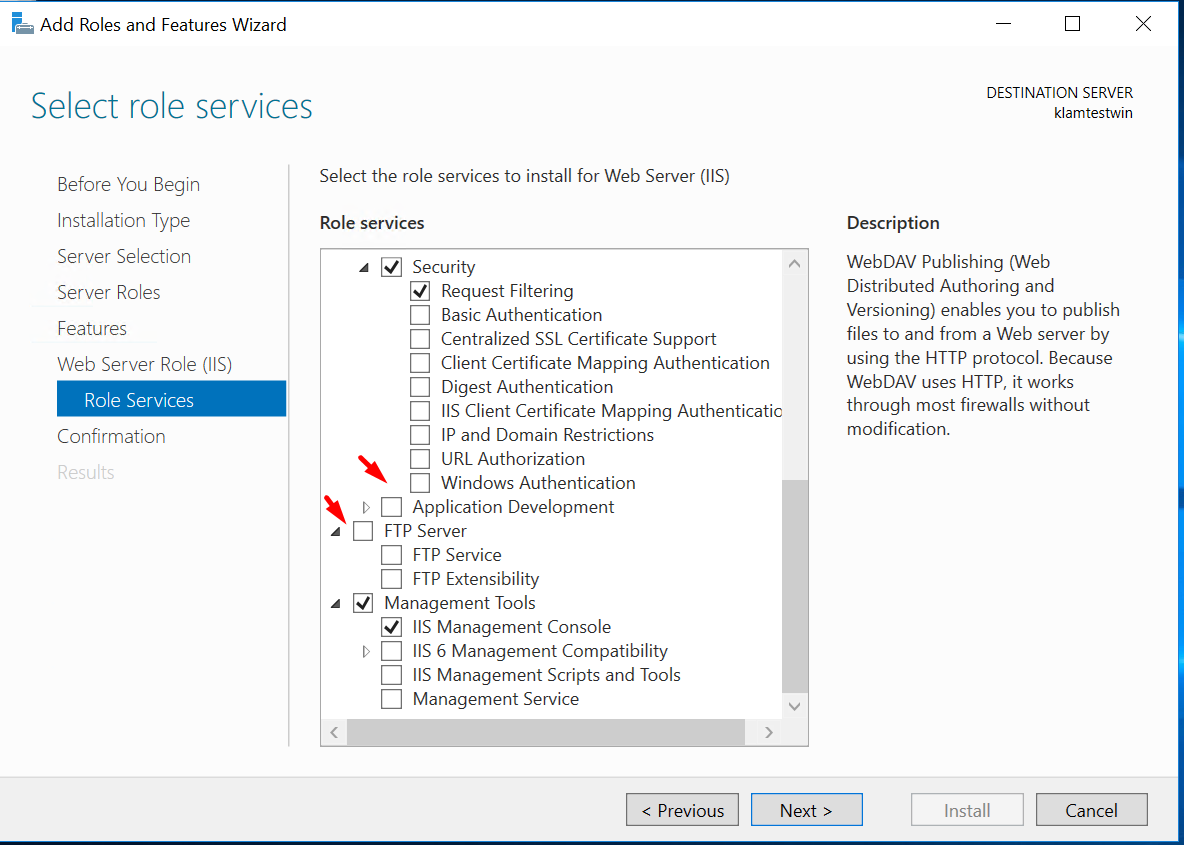 Add Roles and Features Wizard
Select role services
DESTINATION SERVER
klamtestwin
Before You Begin
Installation Type
Server Selection
Server Roles
Features
Web Server Role (IIS)
Role Services
Confirmation
Results
Select the role services to install for Web Server (IIS)
Role services
Security
Request Filtering
Basic Authentication
Centralized SSL Certificate Support
Client Certificate Mapping Authentication
Digest Authentication
IIS Client Certificate Mapping Authenticatio
IP and Domain Restrictions
URL Authorization
Windows Authentication
Application Development
FTP Server
FTP Service
FTP Extensibility
Management Tools
IIS Management Console
IIS 6 Management Compatibility
IIS Management Scripts and Tools
Management Service
Description
WebDAV Publishing (Web
Distributed Authoring and
Versioning) enables you to publish
files to and from a Web server by
using the HTTP protocol. Because
WebDAV uses HTTP, it works
through most firewalls without
modification.
< Previous
Next >
Install
Cancel